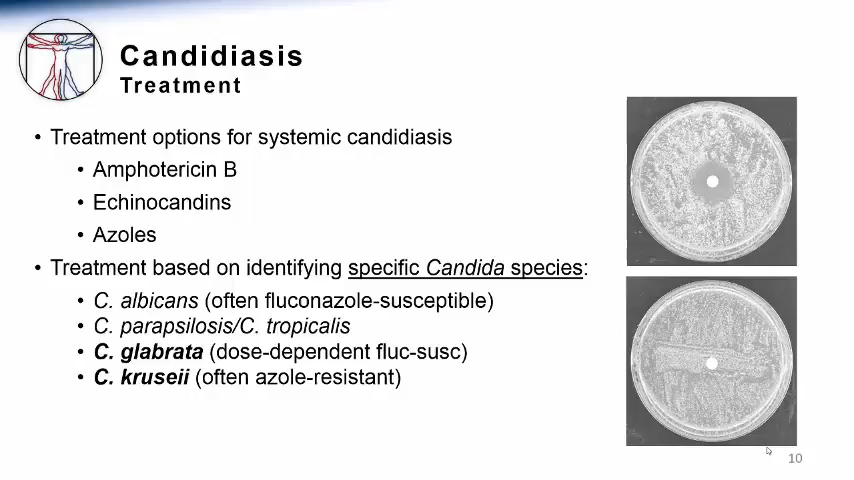 Candidiasis
Treatment
• Treatment options for systemic candidiasis
• Amphotericin B
• Echinocandins
• Azoles
• Treatment based on identifying specific Candida species:
• C. albicans (often fluconazole-susceptible)
• C. parapsilosis/C. tropicalis
• C. glabrata (dose-dependent fluc-susc)
• C. kruseii (often azole-resistant)
10